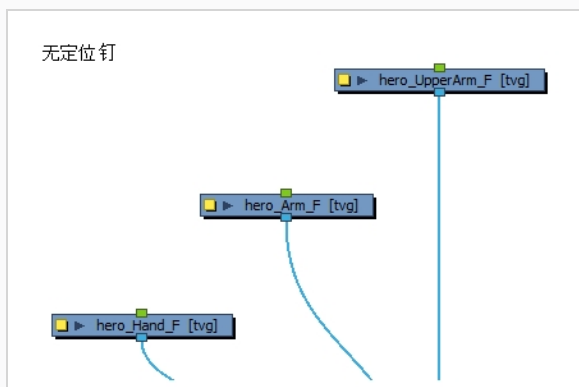 无定位钉
hero_UpperArm_F [tvg]
hero_Arm_F [tvg]
hero_Hand_F [tvg]